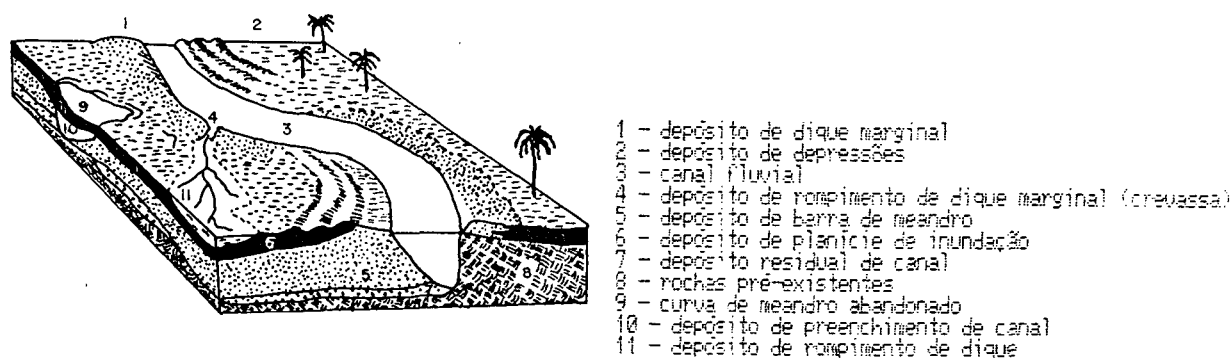 1 2
9
10
4
3
11
6
5
8
1 - depósito de dique marginal
2 - depósito de depressões
3 - canal fluvial
4 - depósito de rompimento de dique marginal (crevassa)
5 - depósito de barra de meandro
6 - depósito de planície de inundação
7 - depósito residual de canal
8 - rochas pré-existentes
9 - curva de meandro abandonado
10 - depósito de preenchimento de canal
11 - depósito de rompimento de dique